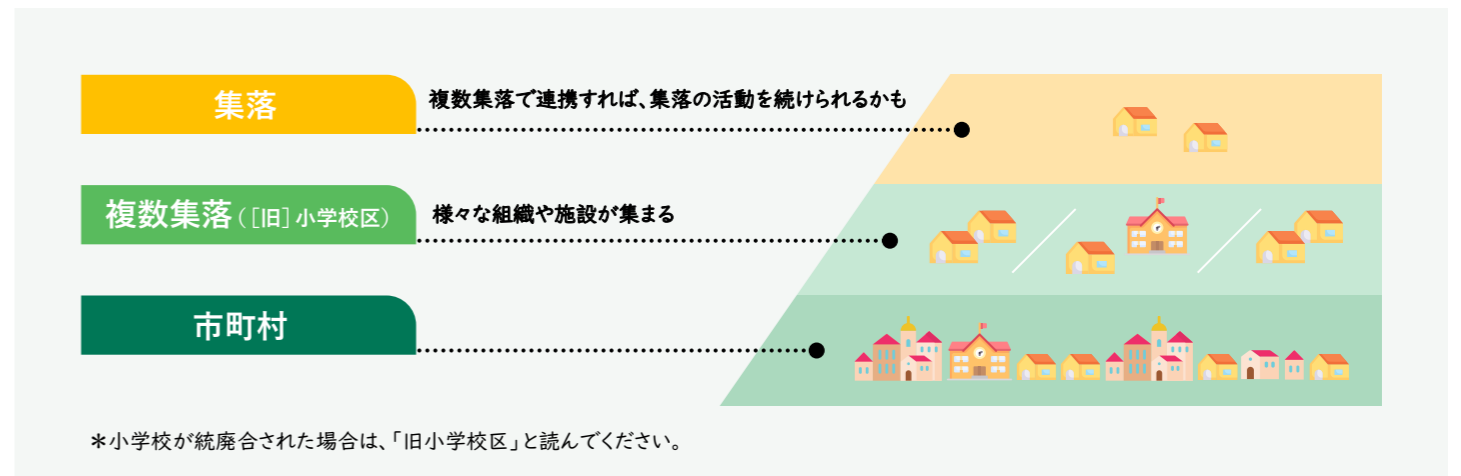 集落
複数集落で連携すれば、集落の活動を続けられるかも
複数集落([旧]小学校区)
様々な組織や施設が集まる
市町村
*小学校が統廃合された場合は、「旧小学校区」と読んでください。